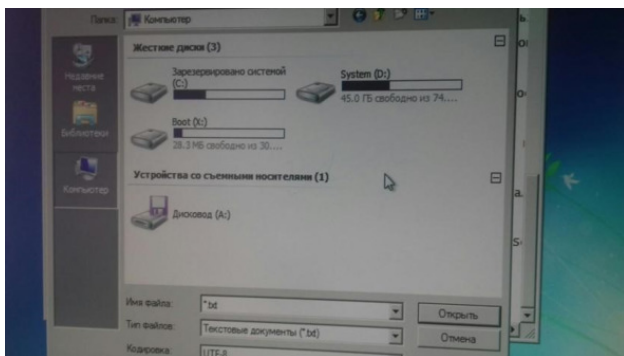 Папка:
Компьютер
Жесткие диски (3)
Недавние места
Зарезервировано системой
(C:)
System (D:)
45.0 ГБ свободно из 74....
Библиотеки
Boot (X:)
28.3 МБ свободно из 30....
Компьютер
Устройства со съемными носителями (1)
Дисковод (A:)
Имя файла:
*.txt
Открыть
Тип файлов:
Текстовые документы (*.txt)
Отмена
Кодировка:
UTF-8